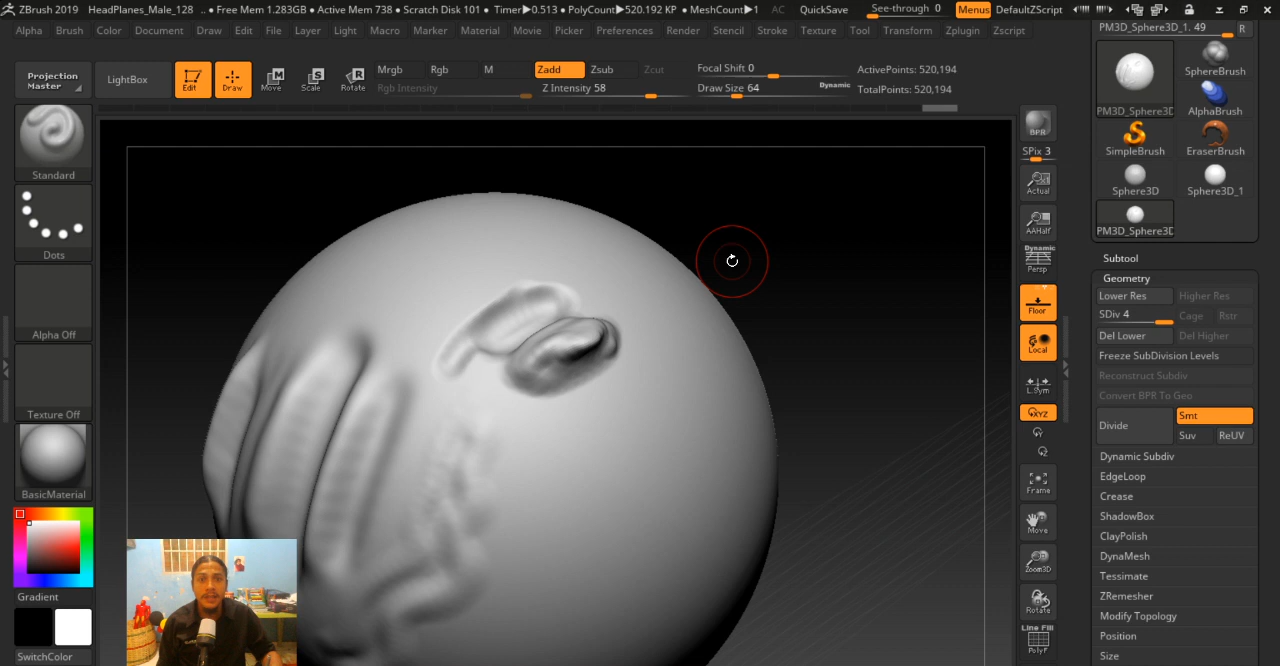 ZBrush 2019 HeadPlanes_Male_128 .. • Free Mem 1.283GB • Active Mem 738 • Scratch Disk 101 • Timer▶0.513 • PolyCount▶520.192 KP • MeshCount▶1 AC QuickSave See-through 0 Menus DefaultZScript
Alpha Brush Color Document Draw Edit File Layer Light Macro Marker Material Movie Picker Preferences Render Stencil Stroke Texture Tool Transform Zplugin Zscript
Projection Master
LightBox
Edit
Draw
Move
Scale
Rotate
Mrgb Rgb M
Rgb Intensity
Zadd Zsub Zcut
Z Intensity 58
Focal Shift 0
Draw Size 64 Dynamic
ActivePoints: 520,194
TotalPoints: 520,194
Standard
Dots
Alpha Off
Texture Off
BasicMaterial
Gradient
SwitchColor
BPR
SPix 3
Actual
AAHalf
Dynamic
Persp
Floor
Local
L.Sym
XYZ
Y
Z
Frame
Move
Zoom3D
Rotate
Line Fill
PolyF
PM3D_Sphere3D_1. 49 R
PM3D_Sphere3D
SphereBrush
AlphaBrush
SimpleBrush
EraserBrush
Sphere3D
Sphere3D_1
PM3D_Sphere3D
Subtool
Geometry
Lower Res Higher Res
SDiv 4 Cage Rstr
Del Lower Del Higher
Freeze SubDivision Levels
Reconstruct Subdiv
Convert BPR To Geo
Divide
Smt
Suv ReUV
Dynamic Subdiv
EdgeLoop
Crease
ShadowBox
ClayPolish
DynaMesh
Tessimate
ZRemesher
Modify Topology
Position
Size